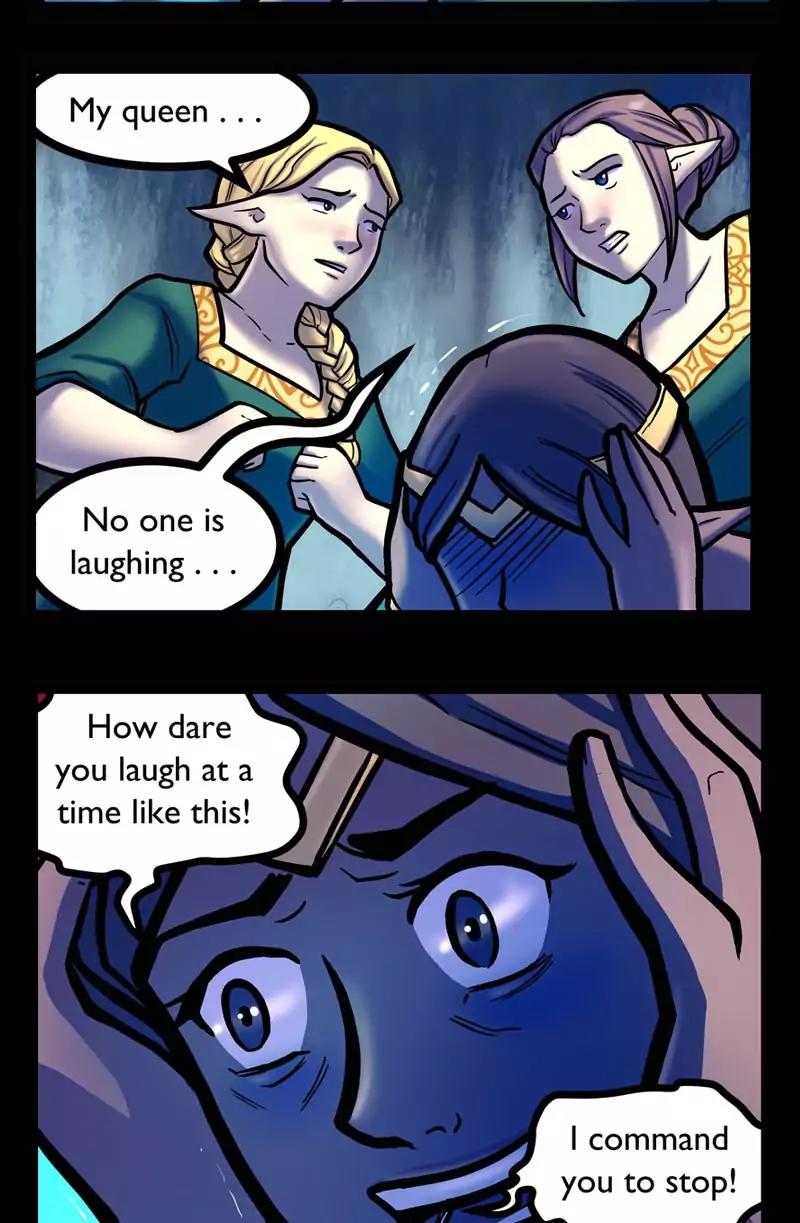 My queen . . .
No one is
laughing . . .
How dare
you laugh at a
time like this!
I command
you to stop!